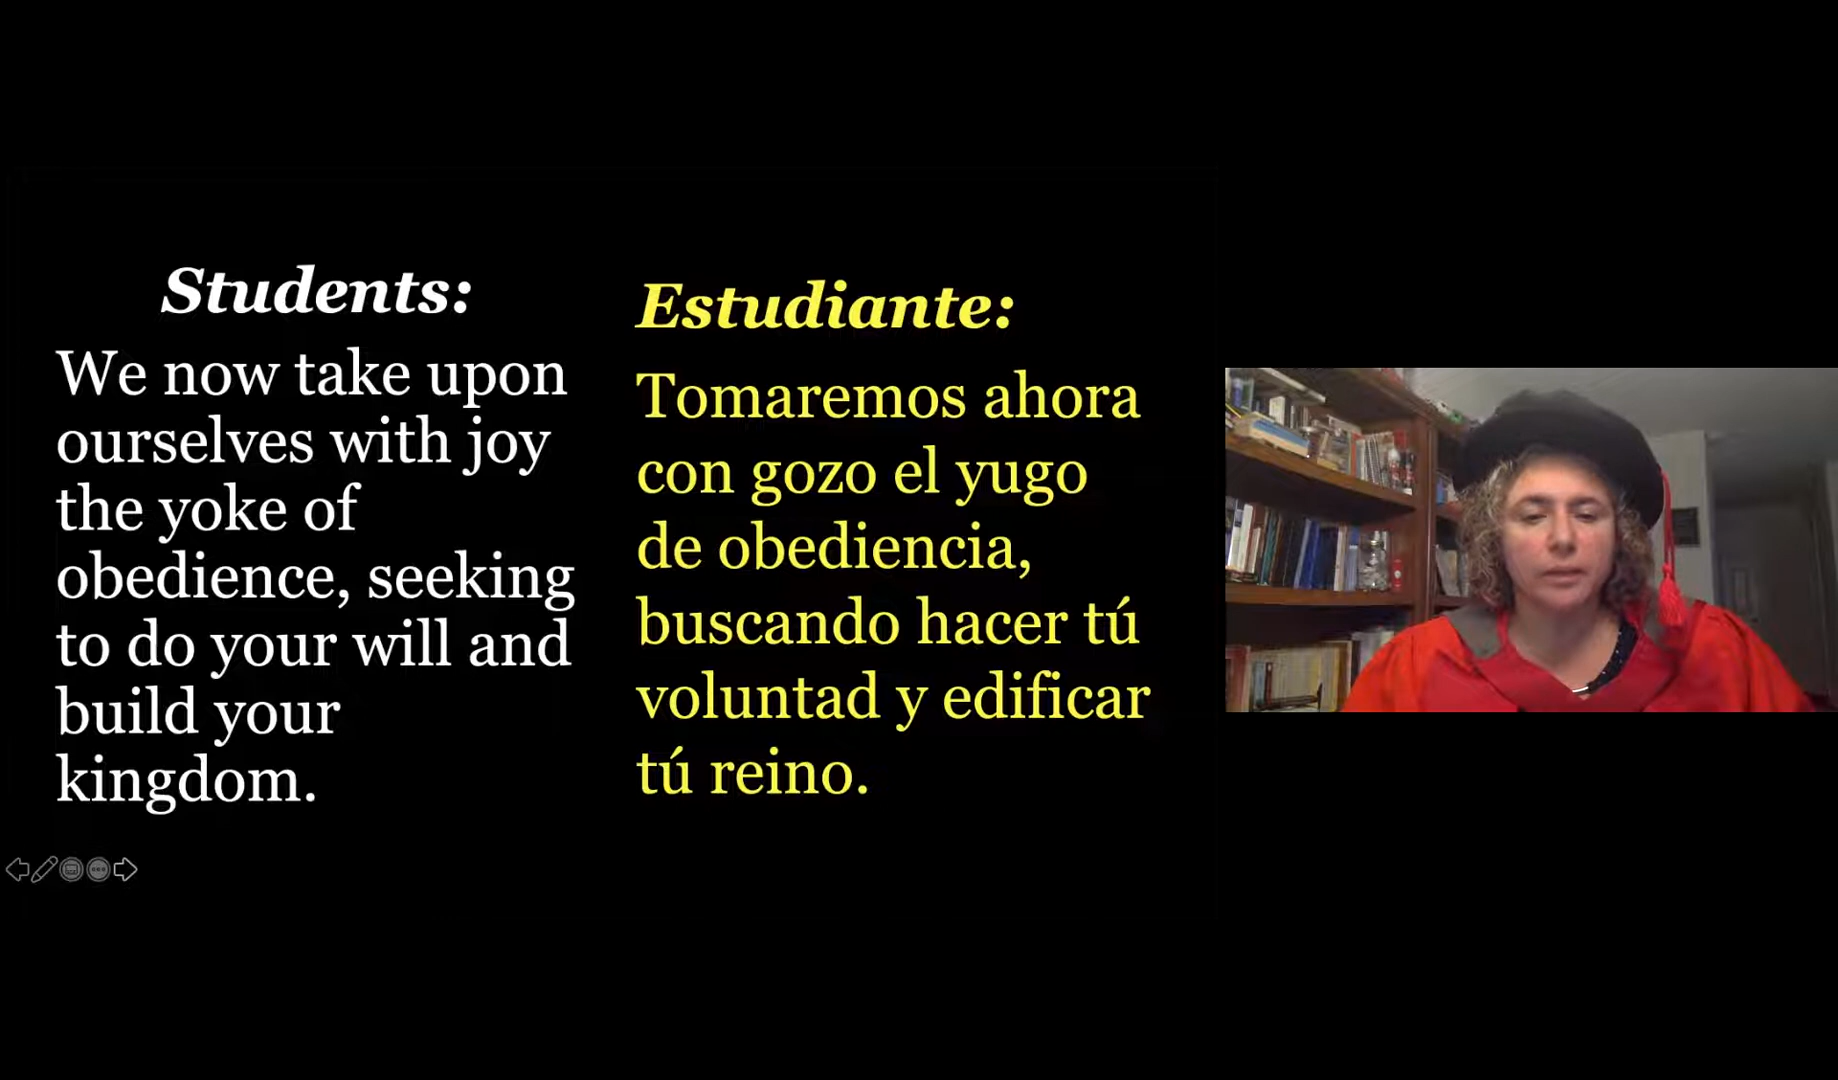 Students:
We now take upon
ourselves with joy
the yoke of
obedience, seeking
to do your will and
build your
kingdom.
Estudiante:
Tomaremos ahora
con gozo el yugo
de obediencia,
buscando hacer tú
voluntad y edificar
tú reino.